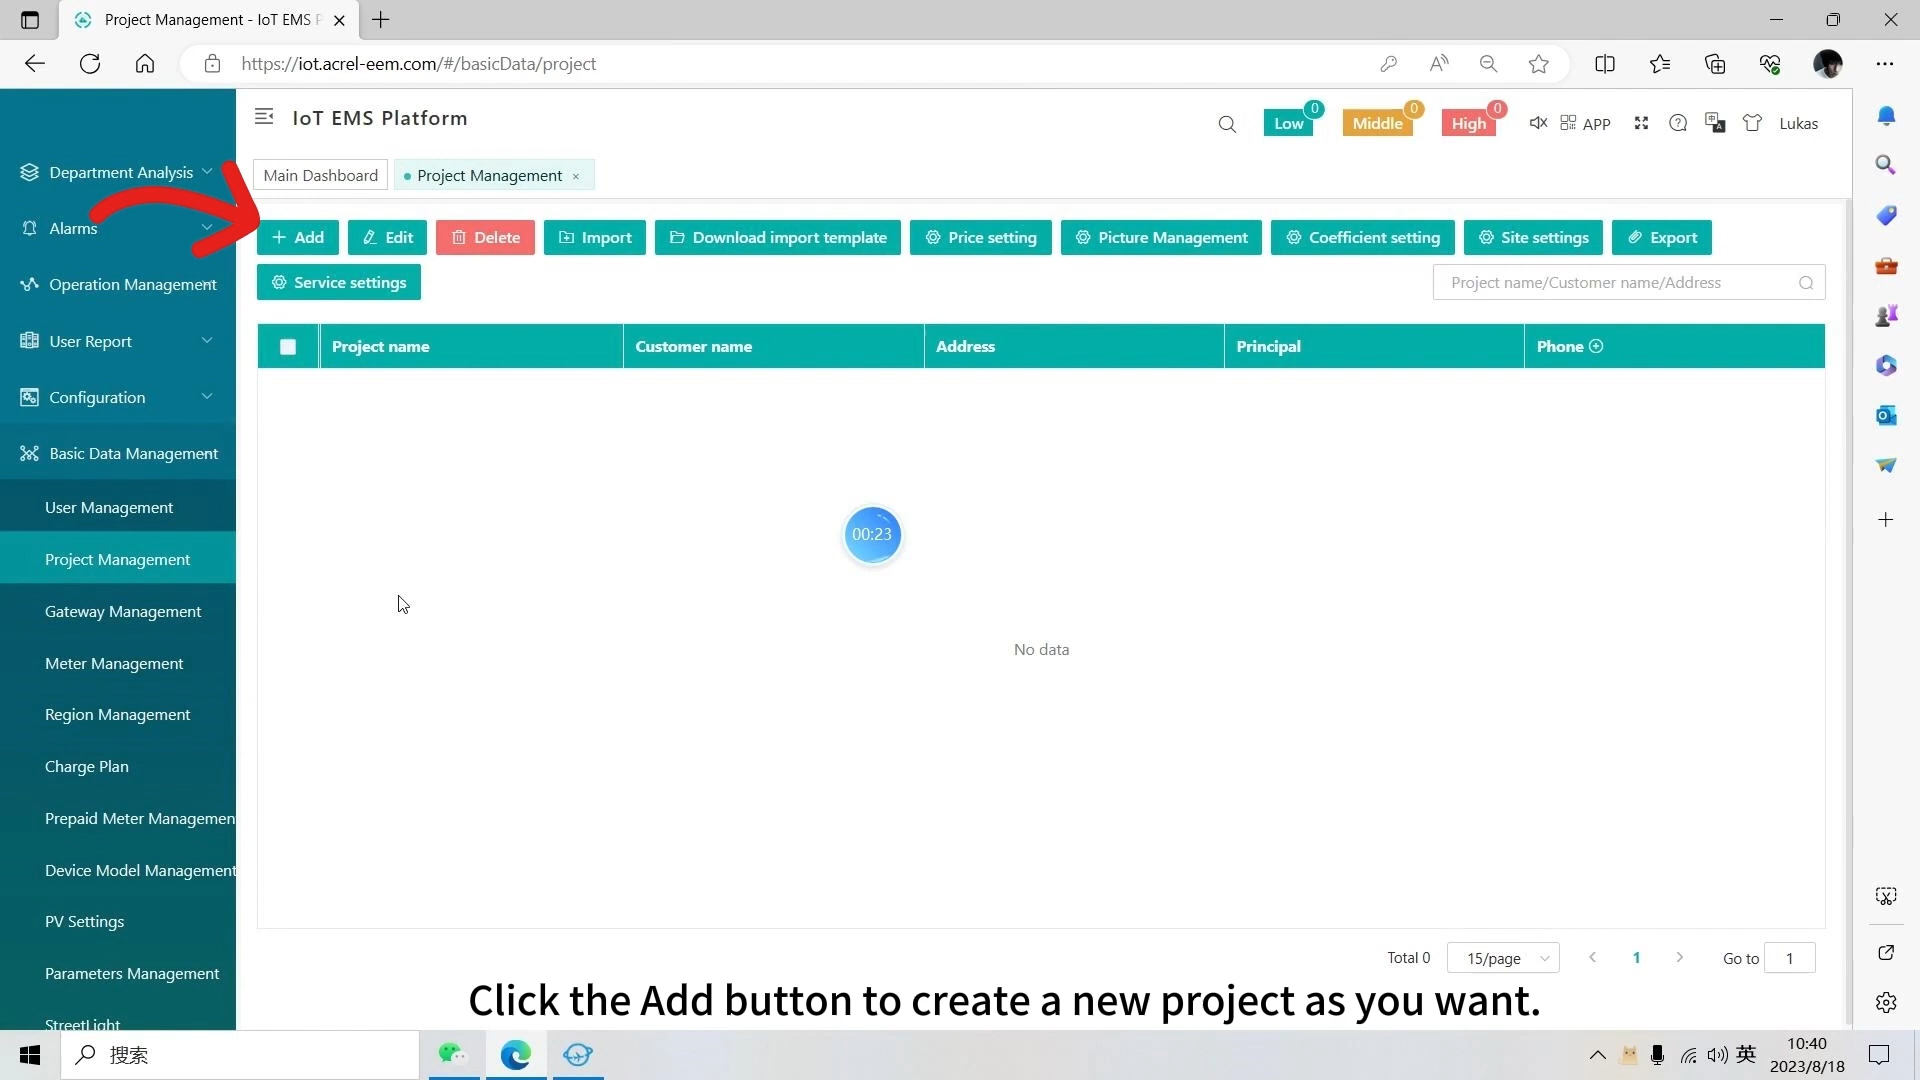 Project Management - IoT EMS P
https://iot.acrel-eem.com/#/basicData/project
IoT EMS Platform
Low 0
Middle 0
High 0
APP
Lukas
Main Dashboard
Project Management ×
Department Analysis
Alarms
Operation Management
User Report
Configuration
Basic Data Management
User Management
Project Management
Gateway Management
Meter Management
Region Management
Charge Plan
Prepaid Meter Managemen
Device Model Management
PV Settings
Parameters Management
StreetLight
+ Add
Edit
Delete
Import
Download import template
Price setting
Picture Management
Coefficient setting
Site settings
Export
Service settings
Project name/Customer name/Address
Project name
Customer name
Address
Principal
Phone
00:23
No data
Total 0
15/page
1
Go to
1
Click the Add button to create a new project as you want.
搜索
英
10:40
2023/8/18